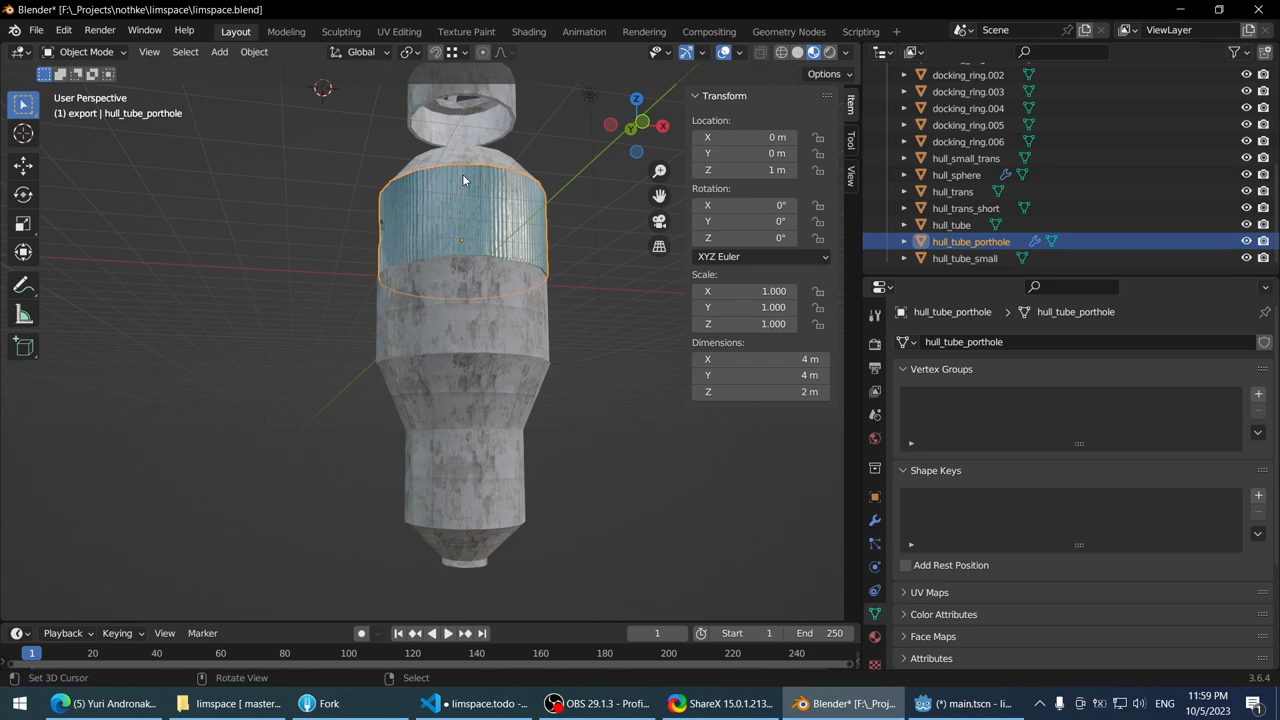 Blender* [F:\_Projects\nothke\limspace\limspace.blend]
File Edit Render Window Help Layout Modeling Sculpting UV Editing Texture Paint Shading Animation Rendering Compositing Geometry Nodes Scripting + Scene ViewLayer
Object Mode View Select Add Object Global
Options
User Perspective
(1) export | hull_tube_porthole
Z
X
Y
Item
Tool
View
Transform
Location:
X 0 m
Y 0 m
Z 1 m
Rotation:
X 0°
Y 0°
Z 0°
XYZ Euler
Scale:
X 1.000
Y 1.000
Z 1.000
Dimensions:
X 4 m
Y 4 m
Z 2 m
docking_ring.002
docking_ring.003
docking_ring.004
docking_ring.005
docking_ring.006
hull_small_trans
hull_sphere
hull_trans
hull_trans_short
hull_tube
hull_tube_porthole
hull_tube_small
hull_tube_porthole > hull_tube_porthole
hull_tube_porthole
Vertex Groups
Shape Keys
Add Rest Position
UV Maps
Color Attributes
Face Maps
Attributes
Playback Keying View Marker 1 Start 1 End 250
1 20 40 60 80 100 120 140 160 180 200 220 240
Set 3D Cursor Rotate View Select 3.6.4
(5) Yuri Andronak... limspace [ master... Fork limspace.todo - ... OBS 29.1.3 - Profi... ShareX 15.0.1.213... Blender* [F:\_Proj... (*) main.tscn - li... 11:59 PM
10/5/2023